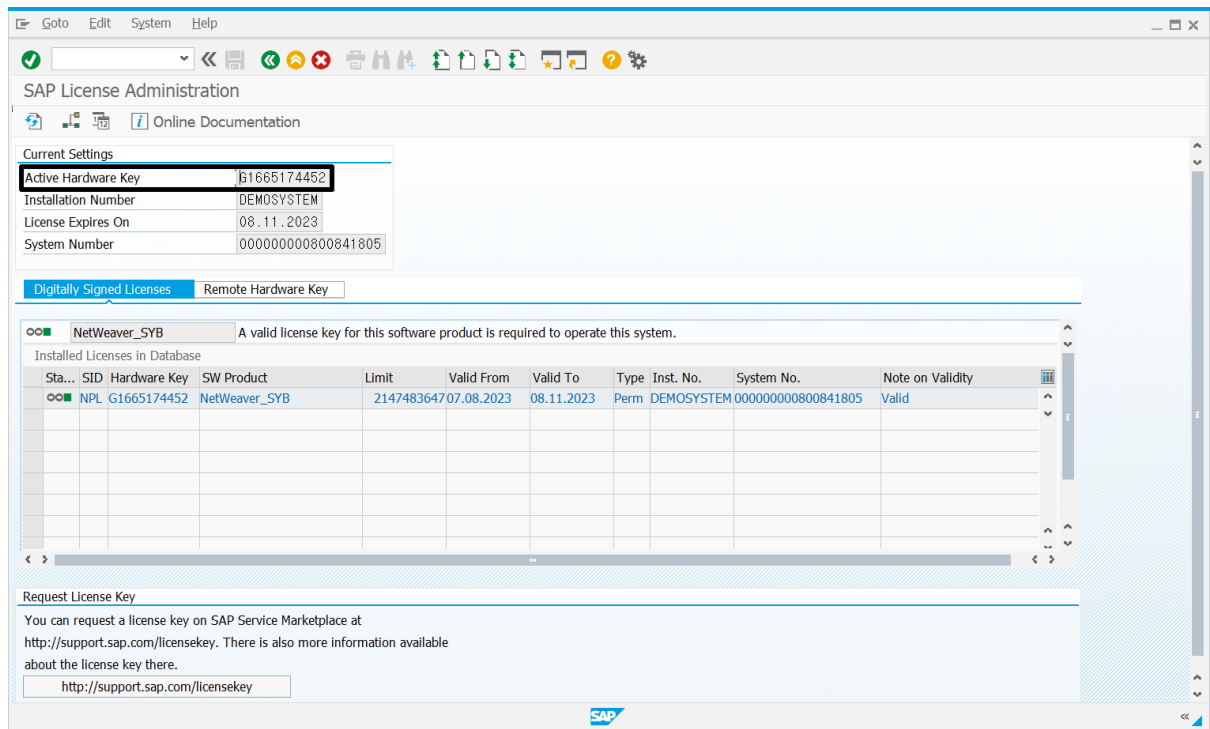 Goto Edit System Help
SAP License Administration
Online Documentation
Current Settings
Active Hardware Key G1665174452
Installation Number DEMOSYSTEM
License Expires On 08.11.2023
System Number 000000000800841805
Digitally Signed Licenses Remote Hardware Key
NetWeaver_SYB A valid license key for this software product is required to operate this system.
Installed Licenses in Database
Sta... SID Hardware Key SW Product Limit Valid From Valid To Type Inst. No. System No. Note on Validity
NPL G1665174452 NetWeaver_SYB 2147483647 07.08.2023 08.11.2023 Perm DEMOSYSTEM 000000000800841805 Valid
Request License Key
You can request a license key on SAP Service Marketplace at
http://support.sap.com/licensekey. There is also more information available
about the license key there.
http://support.sap.com/licensekey
SAP